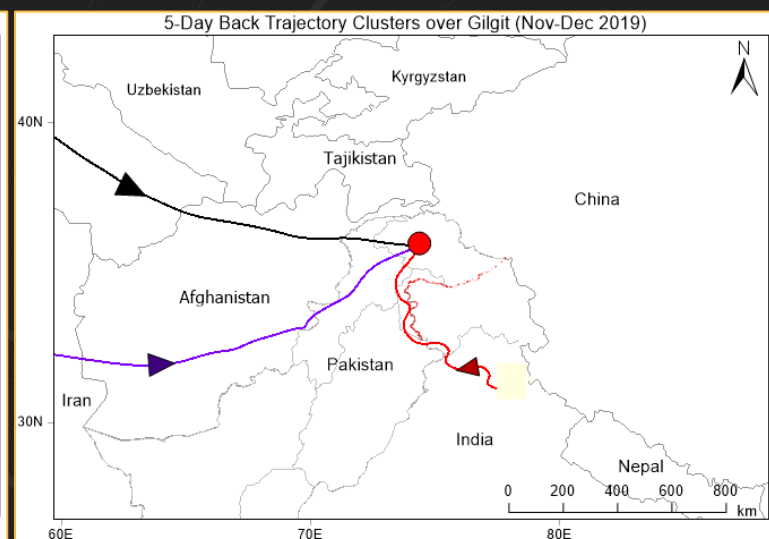 5-Day Back Trajectory Clusters over Gilgit (Nov-Dec 2019)
N
Uzbekistan
Kyrgyzstan
40N
Tajikistan
China
Afghanistan
Pakistan
Iran
30N
India
Nepal
0 200 400 600 800
km
60E 70E 80E